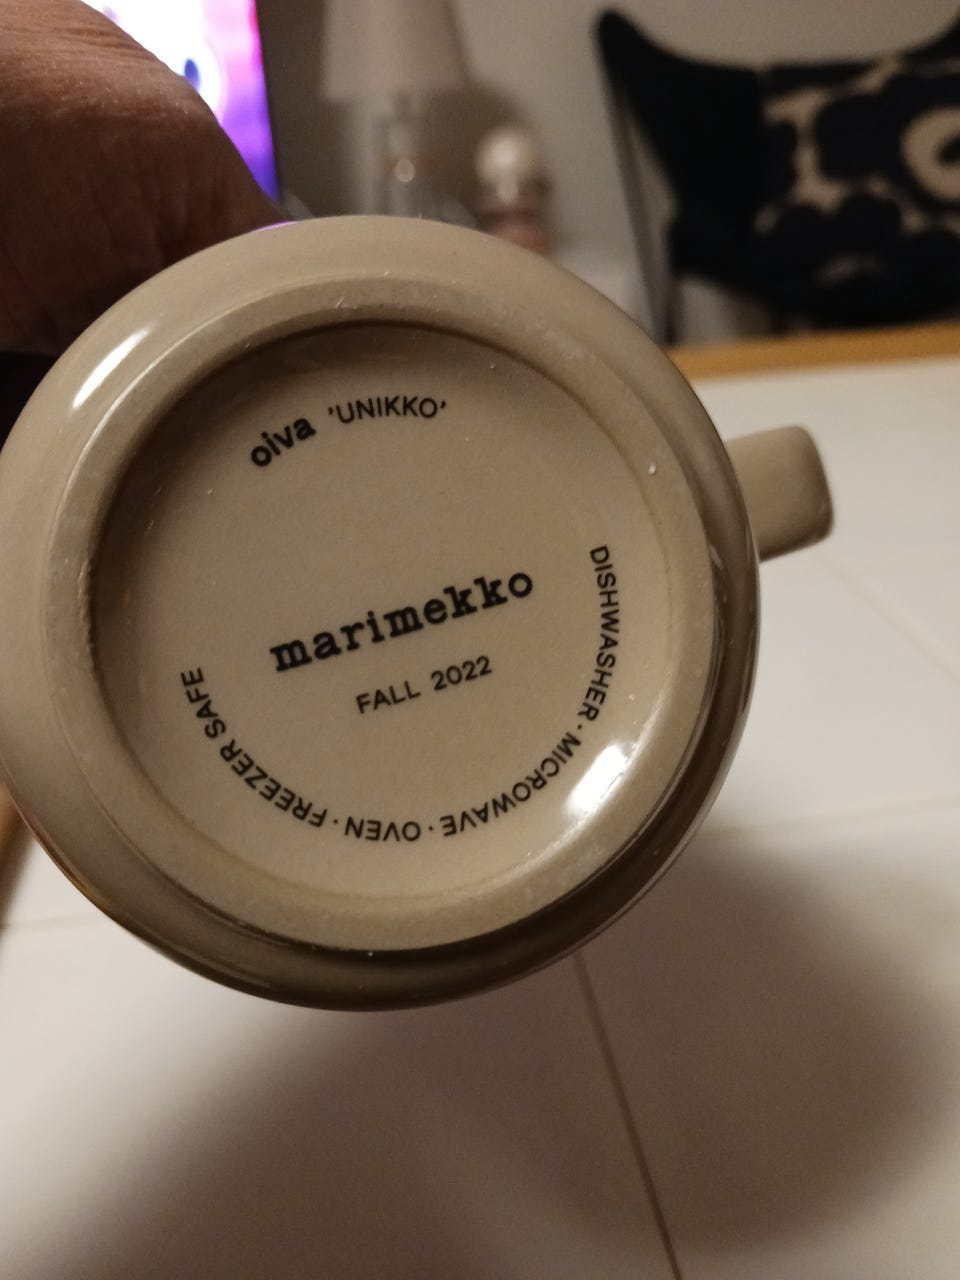 oiva 'UNIKKO'
marimekko
FALL 2022
DISHWASHER · MICROWAVE · OVEN · FREEZER SAFE